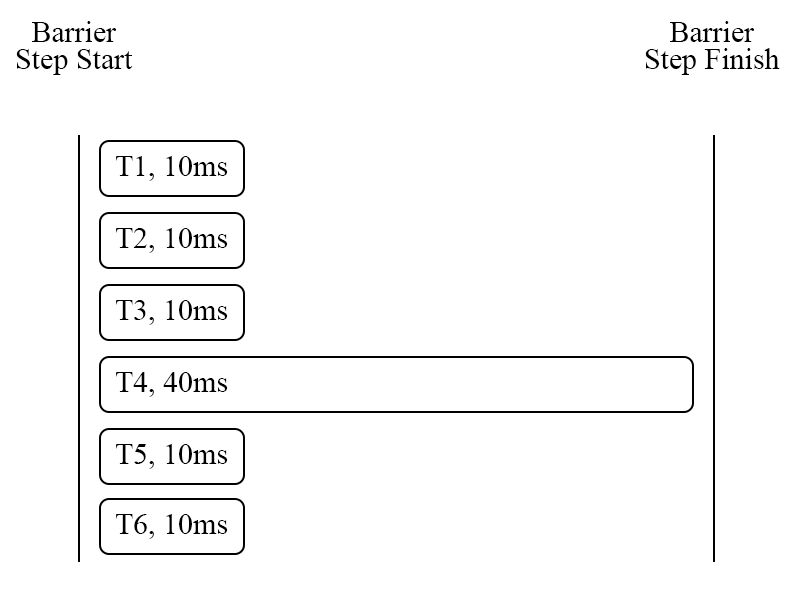 Barrier
Step Start
Barrier
Step Finish
T1, 10ms
T2, 10ms
T3, 10ms
T4, 40ms
T5, 10ms
T6, 10ms